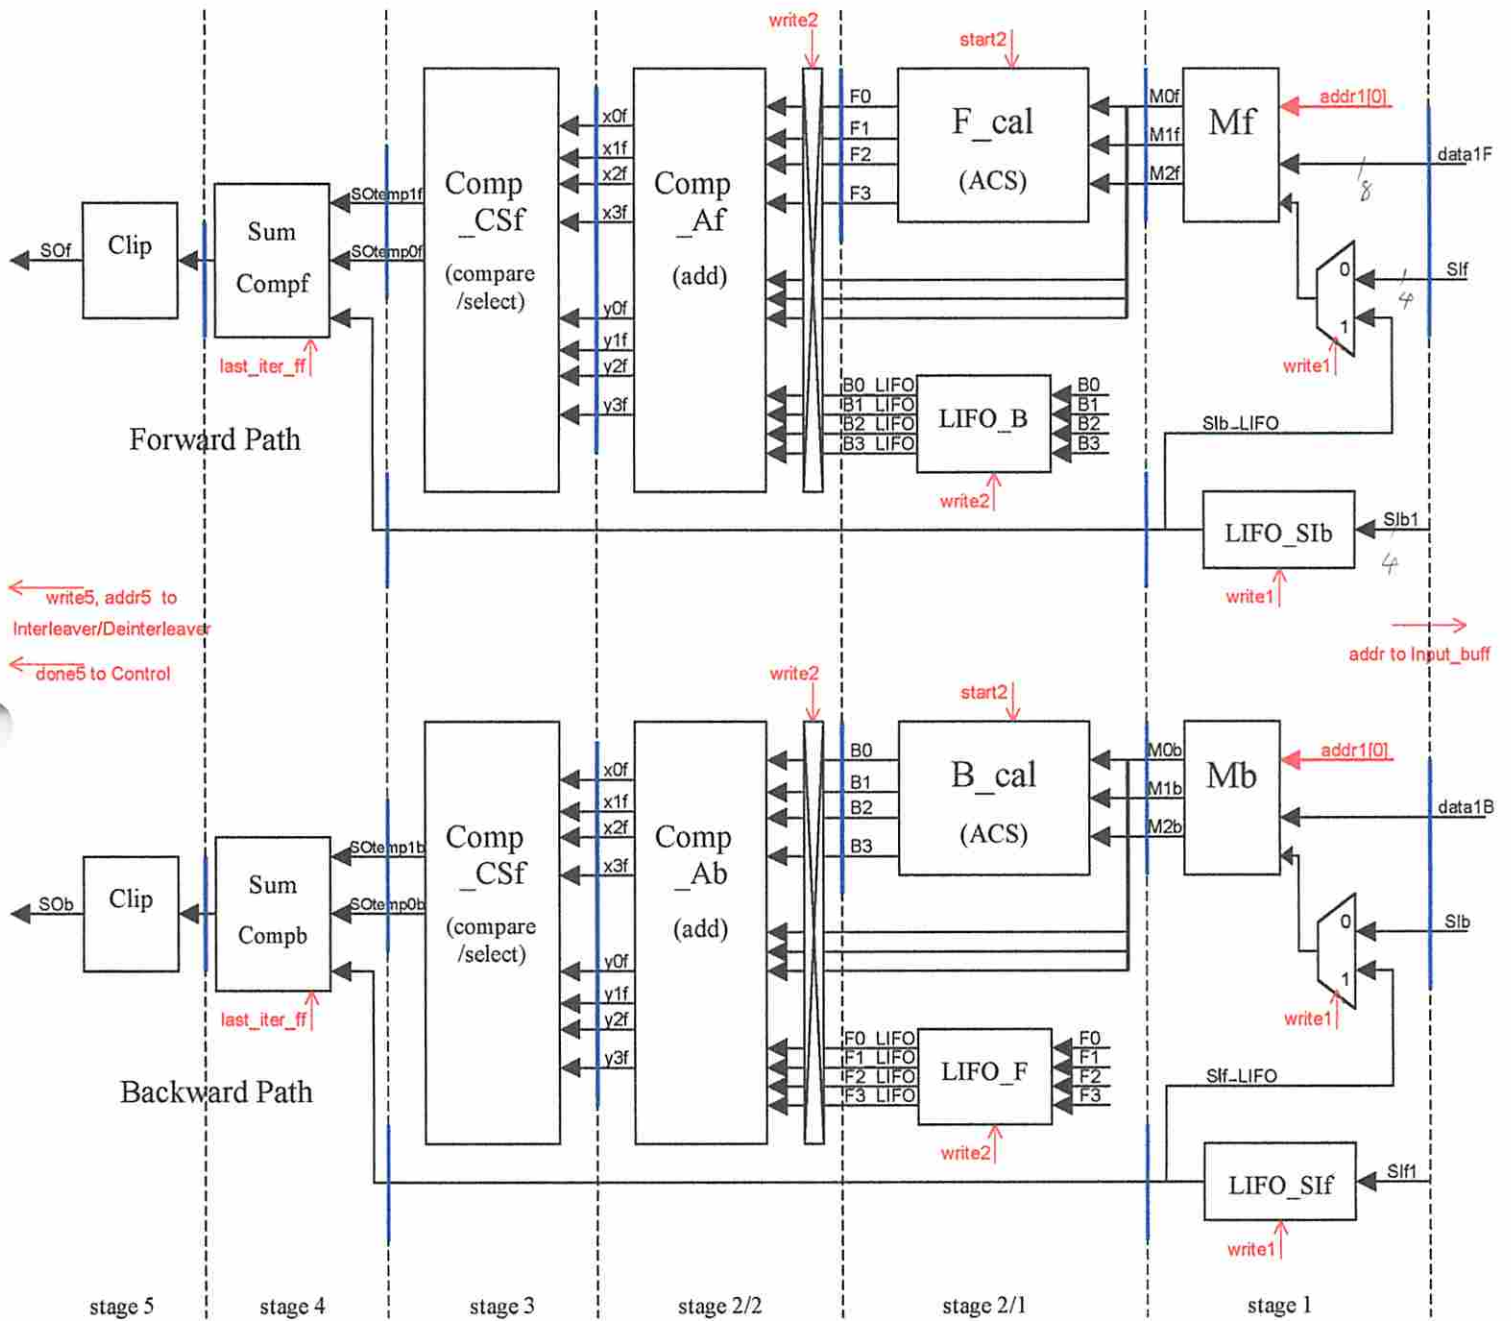 write2
start2
F0
M0f
addr1[0]
x0f
F1
F_cal
M1f
Mf
x1f
F2
data1F
Comp
x2f
Comp
(ACS)
M2f
8
SOtemp1f
_CSf
x3f
_Af
F3
Clip
Sum
SOf
SOtemp0f
(compare
(add)
0
SIf
Compf
/select)
4
y0f
1
last_iter_ff
y1f
write1
y2f
B0_LIFO
B0
y3f
B1_LIFO
LIFO_B
B1
B2_LIFO
B2
SIb_LIFO
Forward Path
B3_LIFO
B3
write2
LIFO_SIb
SIb1
4
write5, addr5 to
write1
Interleaver/Deinterleaver
addr to Input_buff
done5 to Control
write2
start2
B0
M0b
addr1[0]
x0f
B1
B_cal
M1b
Mb
x1f
B2
data1B
Comp
x2f
Comp
(ACS)
M2b
SOtemp1b
_CSf
x3f
_Ab
B3
Clip
Sum
SOb
SOtemp0b
(compare
(add)
0
SIb
Compb
/select)
y0f
1
last_iter_ff
y1f
write1
y2f
F0_LIFO
F0
y3f
F1_LIFO
LIFO_F
F1
F2_LIFO
F2
SIf_LIFO
Backward Path
F3_LIFO
F3
write2
LIFO_SIf
SIf1
write1
stage 5
stage 4
stage 3
stage 2/2
stage 2/1
stage 1